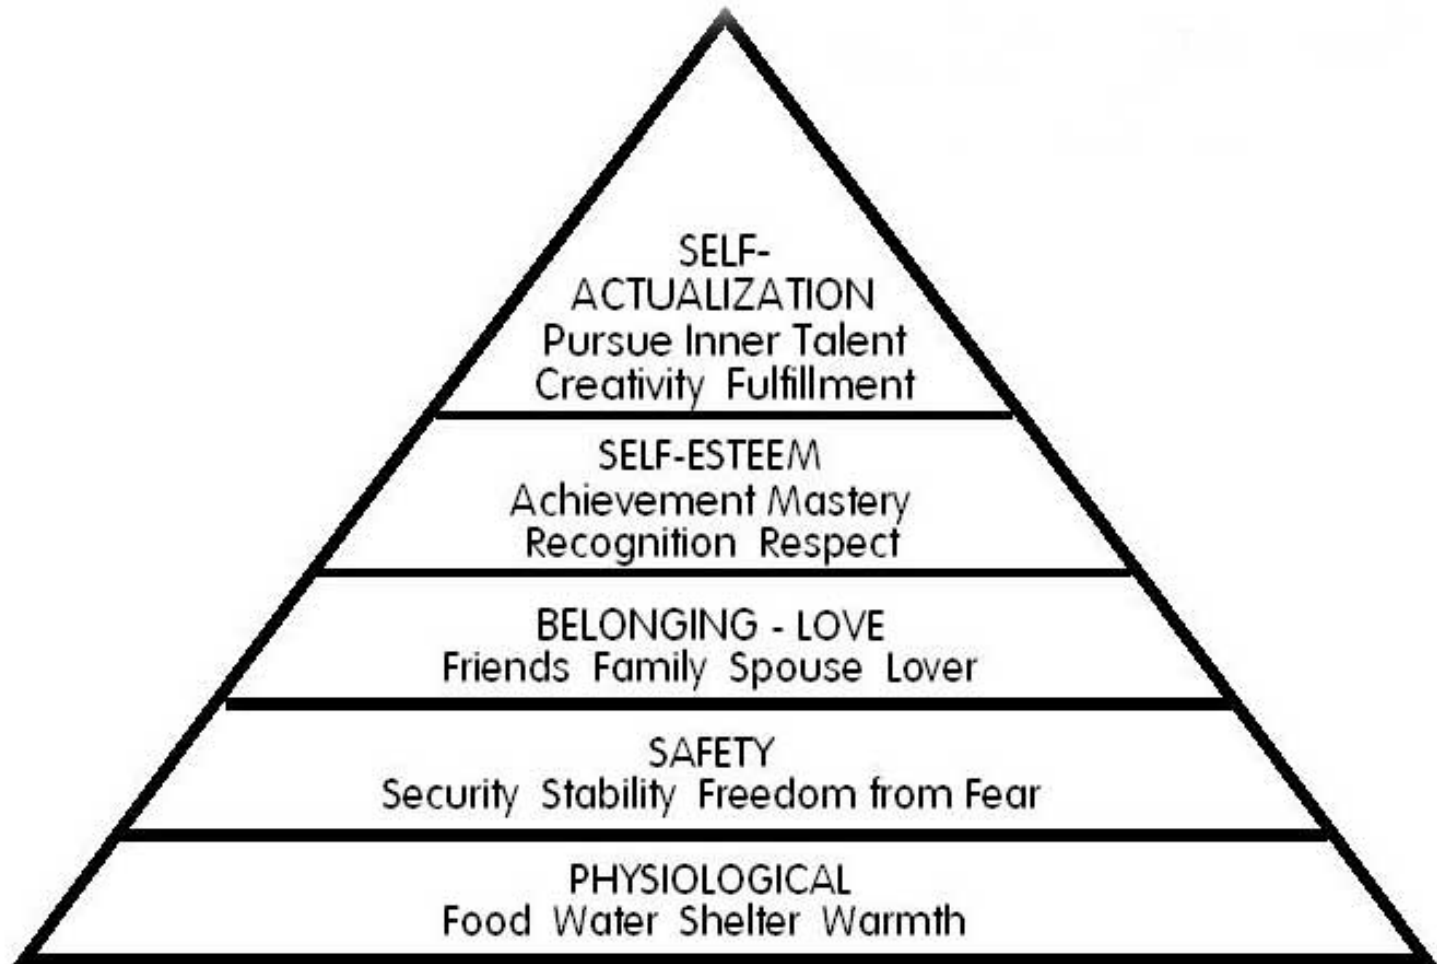 SELF-
ACTUALIZATION
Pursue Inner Talent
Creativity Fulfillment
SELF-ESTEEM
Achievement Mastery
Recognition Respect
BELONGING - LOVE
Friends Family Spouse Lover
SAFETY
Security Stability Freedom from Fear
PHYSIOLOGICAL
Food Water Shelter Warmth